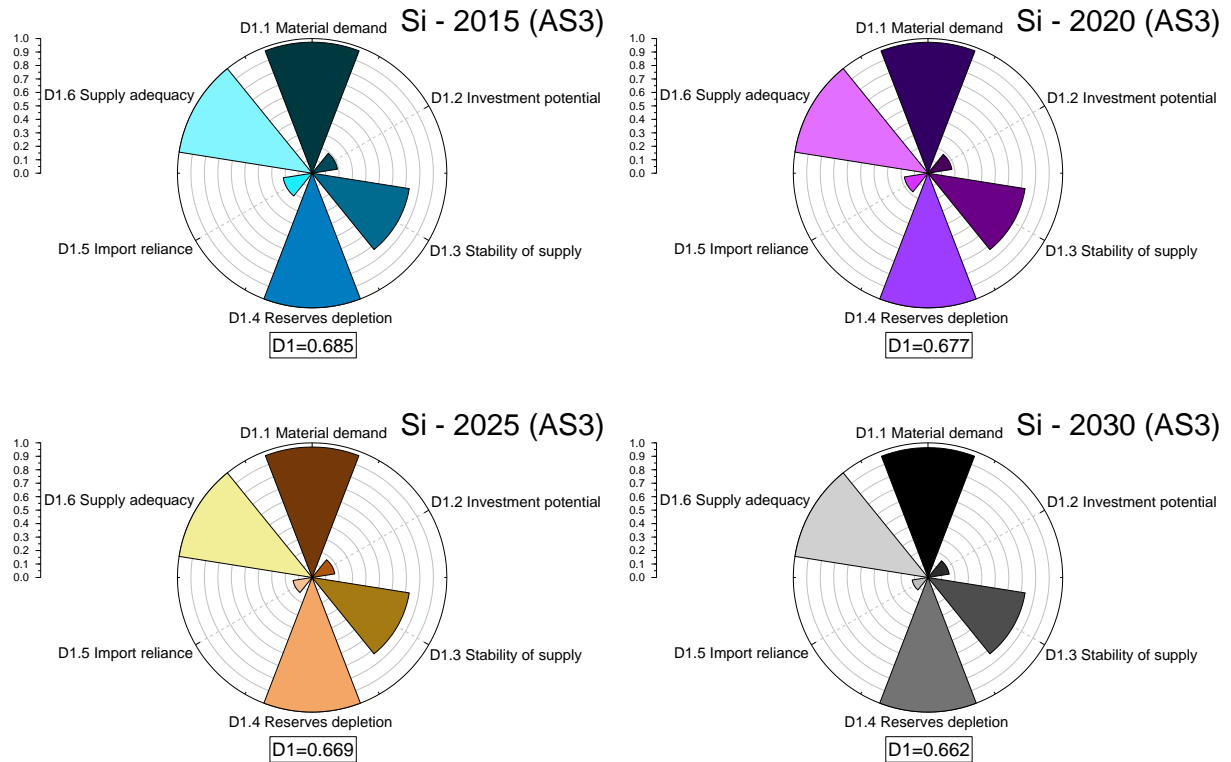 Si - 2015 (AS3)
D1.1 Material demand
1.0
0.9
0.8
0.7
0.6
0.5
0.4
0.3
0.2
0.1
0.0
D1.6 Supply adequacy
D1.2 Investment potential
D1.5 Import reliance
D1.3 Stability of supply
D1.4 Reserves depletion
D1=0.685
Si - 2020 (AS3)
D1.1 Material demand
1.0
0.9
0.8
0.7
0.6
0.5
0.4
0.3
0.2
0.1
0.0
D1.6 Supply adequacy
D1.2 Investment potential
D1.5 Import reliance
D1.3 Stability of supply
D1.4 Reserves depletion
D1=0.677
Si - 2025 (AS3)
D1.1 Material demand
1.0
0.9
0.8
0.7
0.6
0.5
0.4
0.3
0.2
0.1
0.0
D1.6 Supply adequacy
D1.2 Investment potential
D1.5 Import reliance
D1.3 Stability of supply
D1.4 Reserves depletion
D1=0.669
Si - 2030 (AS3)
D1.1 Material demand
1.0
0.9
0.8
0.7
0.6
0.5
0.4
0.3
0.2
0.1
0.0
D1.6 Supply adequacy
D1.2 Investment potential
D1.5 Import reliance
D1.3 Stability of supply
D1.4 Reserves depletion
D1=0.662